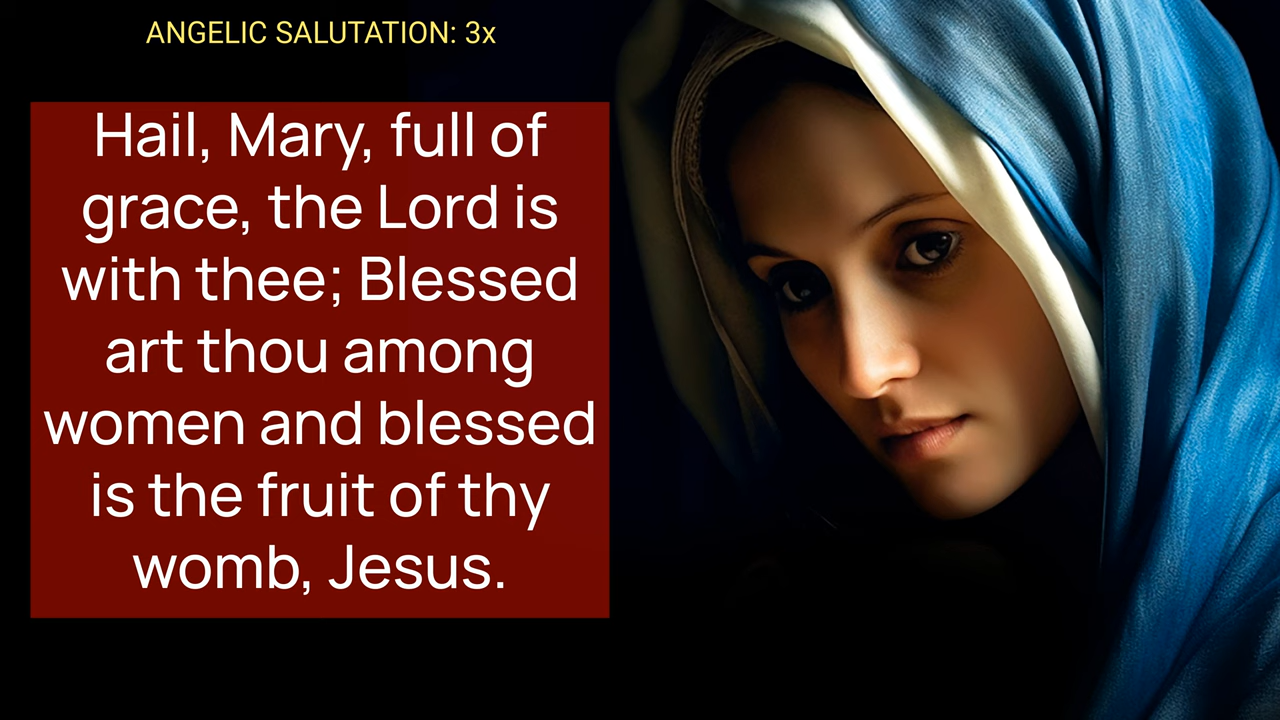 ANGELIC SALUTATION: 3x
Hail, Mary, full of
grace, the Lord is
with thee; Blessed
art thou among
women and blessed
is the fruit of thy
womb, Jesus.